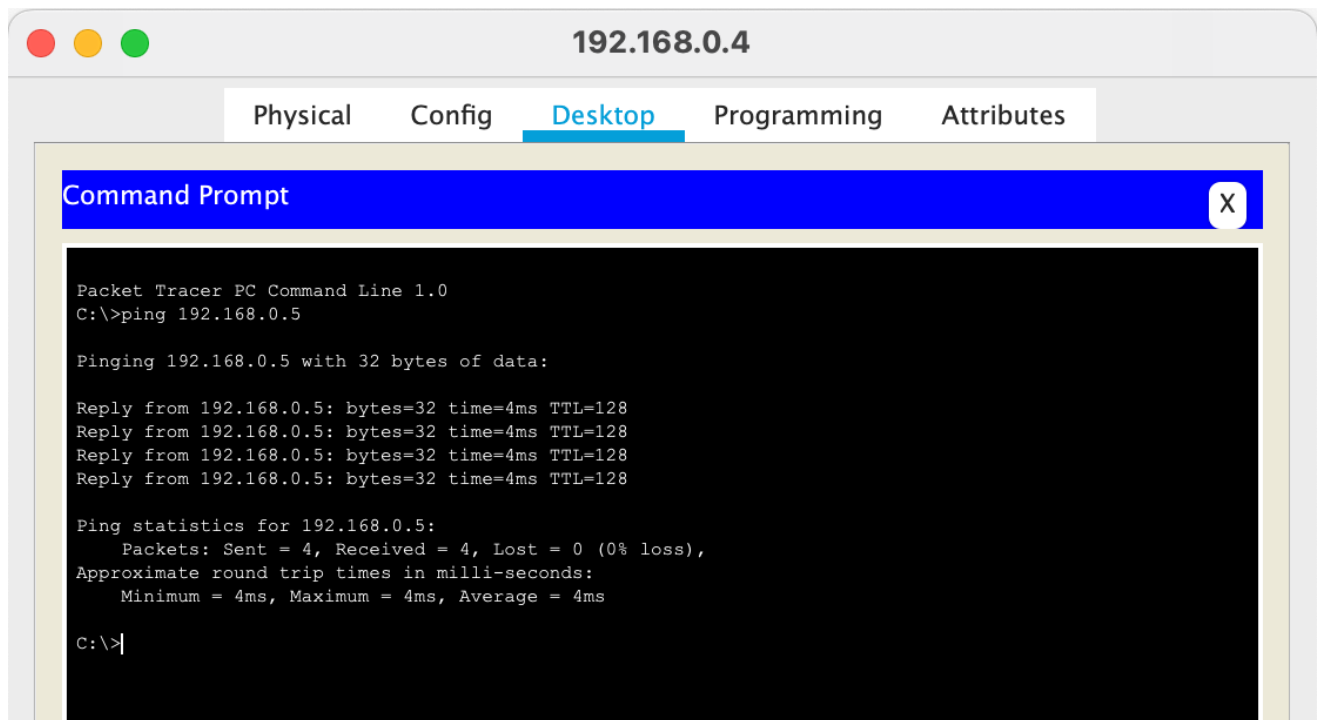 192.168.0.4
Physical Config Desktop Programming Attributes
Command Prompt
X
Packet Tracer PC Command Line 1.0
C:\>ping 192.168.0.5
Pinging 192.168.0.5 with 32 bytes of data:
Reply from 192.168.0.5: bytes=32 time=4ms TTL=128
Reply from 192.168.0.5: bytes=32 time=4ms TTL=128
Reply from 192.168.0.5: bytes=32 time=4ms TTL=128
Reply from 192.168.0.5: bytes=32 time=4ms TTL=128
Ping statistics for 192.168.0.5:
Packets: Sent = 4, Received = 4, Lost = 0 (0% loss),
Approximate round trip times in milli-seconds:
Minimum = 4ms, Maximum = 4ms, Average = 4ms
C:\>